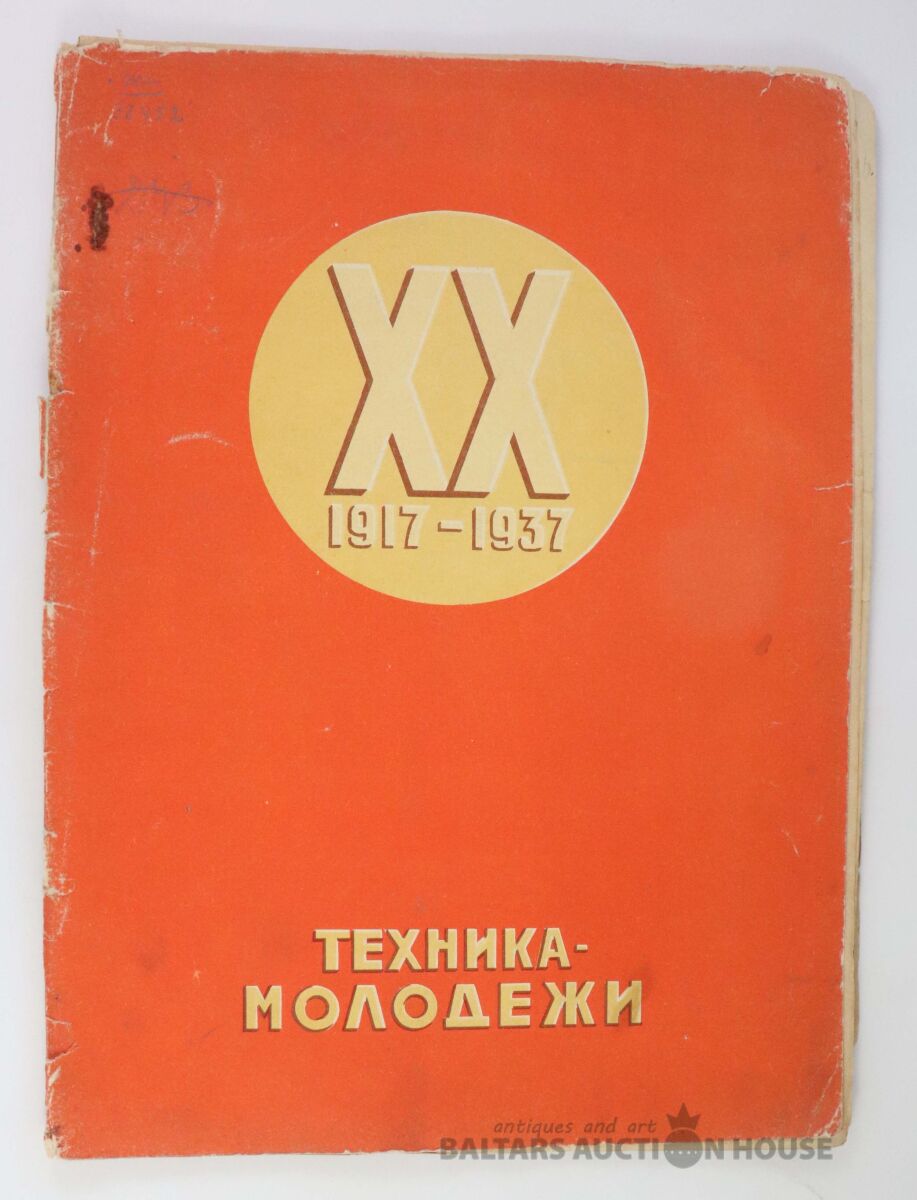 XX
1917-1937
ТЕХНИКА-
МОЛОДЕЖИ
antiques and art
BALTARS AUCTION HOUSE